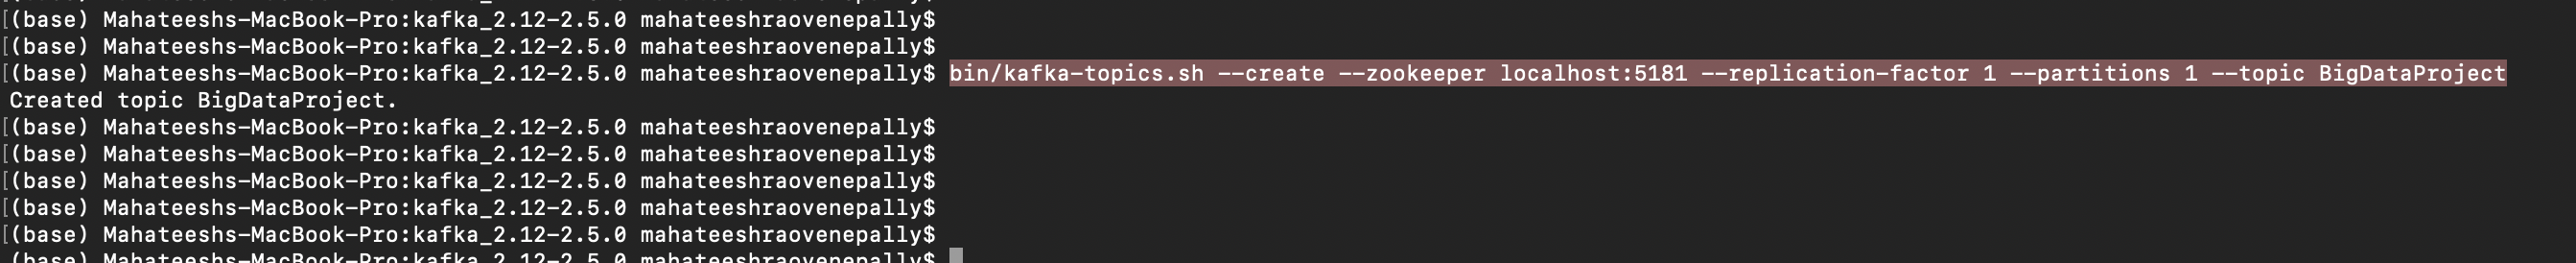 [(base) Mahateeshs-MacBook-Pro:kafka_2.12-2.5.0 mahateeshraovenepally$
[(base) Mahateeshs-MacBook-Pro:kafka_2.12-2.5.0 mahateeshraovenepally$
[(base) Mahateeshs-MacBook-Pro:kafka_2.12-2.5.0 mahateeshraovenepally$ bin/kafka-topics.sh --create --zookeeper localhost:5181 --replication-factor 1 --partitions 1 --topic BigDataProject
Created topic BigDataProject.
[(base) Mahateeshs-MacBook-Pro:kafka_2.12-2.5.0 mahateeshraovenepally$
[(base) Mahateeshs-MacBook-Pro:kafka_2.12-2.5.0 mahateeshraovenepally$
[(base) Mahateeshs-MacBook-Pro:kafka_2.12-2.5.0 mahateeshraovenepally$
[(base) Mahateeshs-MacBook-Pro:kafka_2.12-2.5.0 mahateeshraovenepally$
[(base) Mahateeshs-MacBook-Pro:kafka_2.12-2.5.0 mahateeshraovenepally$
(base) Mahateeshs-MacBook-Pro:kafka_2.12-2.5.0 mahateeshraovenepally$